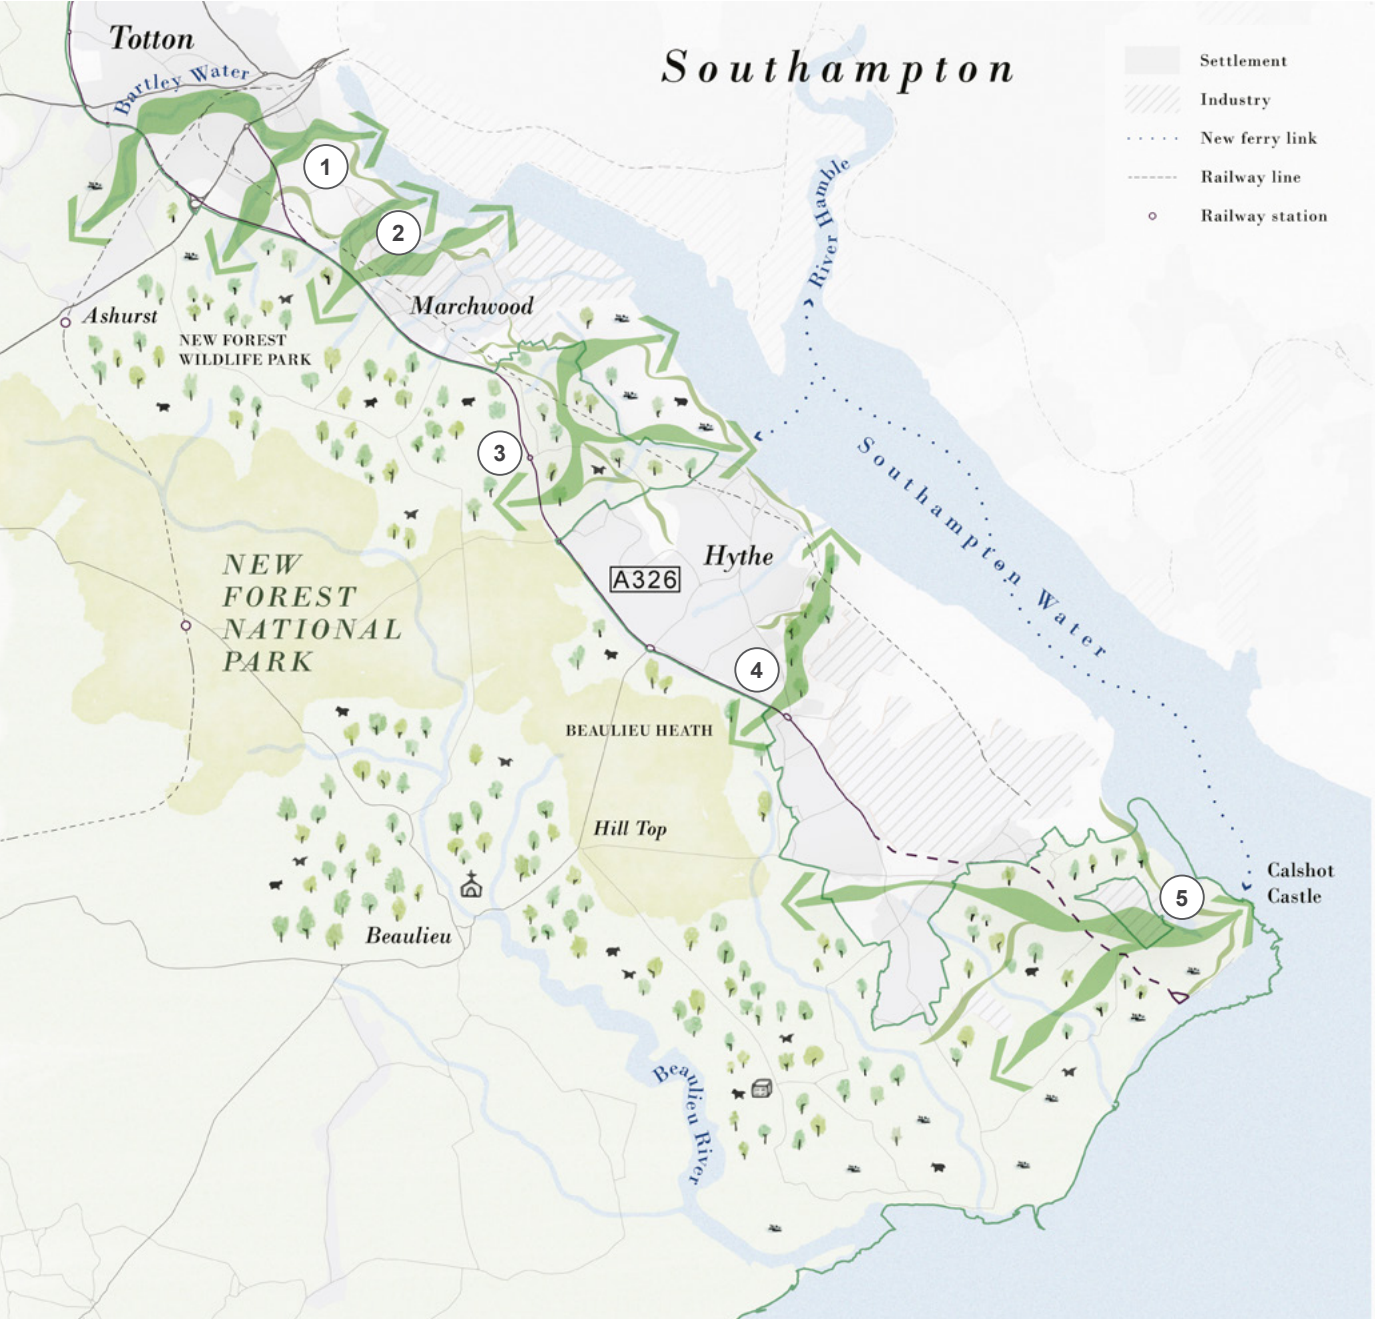 Totton
Bartley Water
Southampton
Settlement
Industry
New ferry link
Railway line
Railway station
1
River Hamble
2
Marchwood
Ashurst
NEW FOREST
WILDLIFE PARK
3
Southampton Water
Hythe
A326
NEW
FOREST
NATIONAL
PARK
4
BEAULIEU HEATH
Hill Top
Calshot
Castle
5
Beaulieu
Beaulieu River